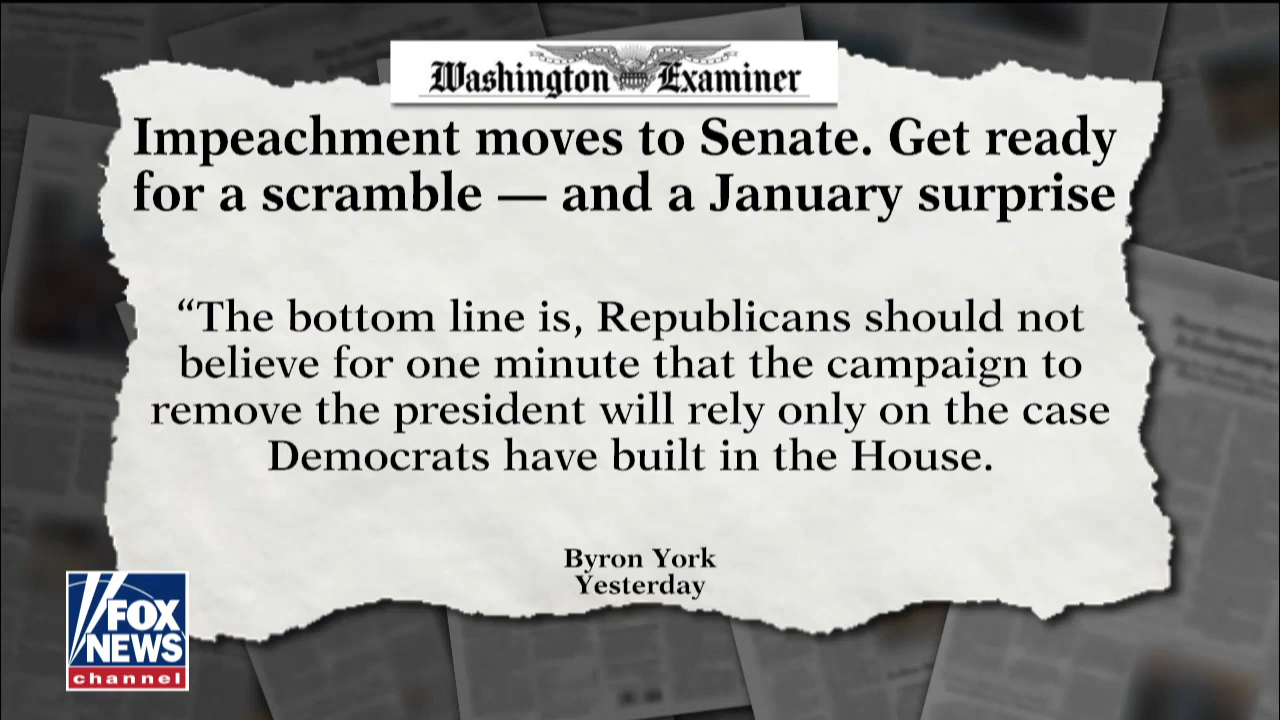 Washington Examiner
Impeachment moves to Senate. Get ready
for a scramble — and a January surprise
“The bottom line is, Republicans should not
believe for one minute that the campaign to
remove the president will rely only on the case
Democrats have built in the House.
Byron York
Yesterday
FOX
NEWS
channel